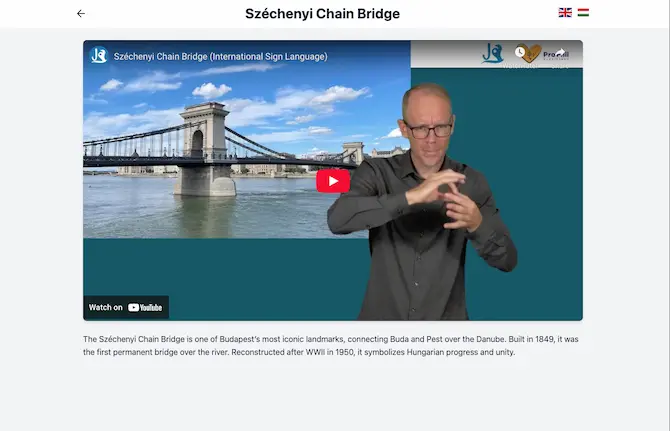 Széchenyi Chain Bridge
Széchenyi Chain Bridge (International Sign Language)
Watch on YouTube
The Széchenyi Chain Bridge is one of Budapest's most iconic landmarks, connecting Buda and Pest over the Danube. Built in 1849, it was
the first permanent bridge over the river. Reconstructed after WWII in 1950, it symbolizes Hungarian progress and unity.